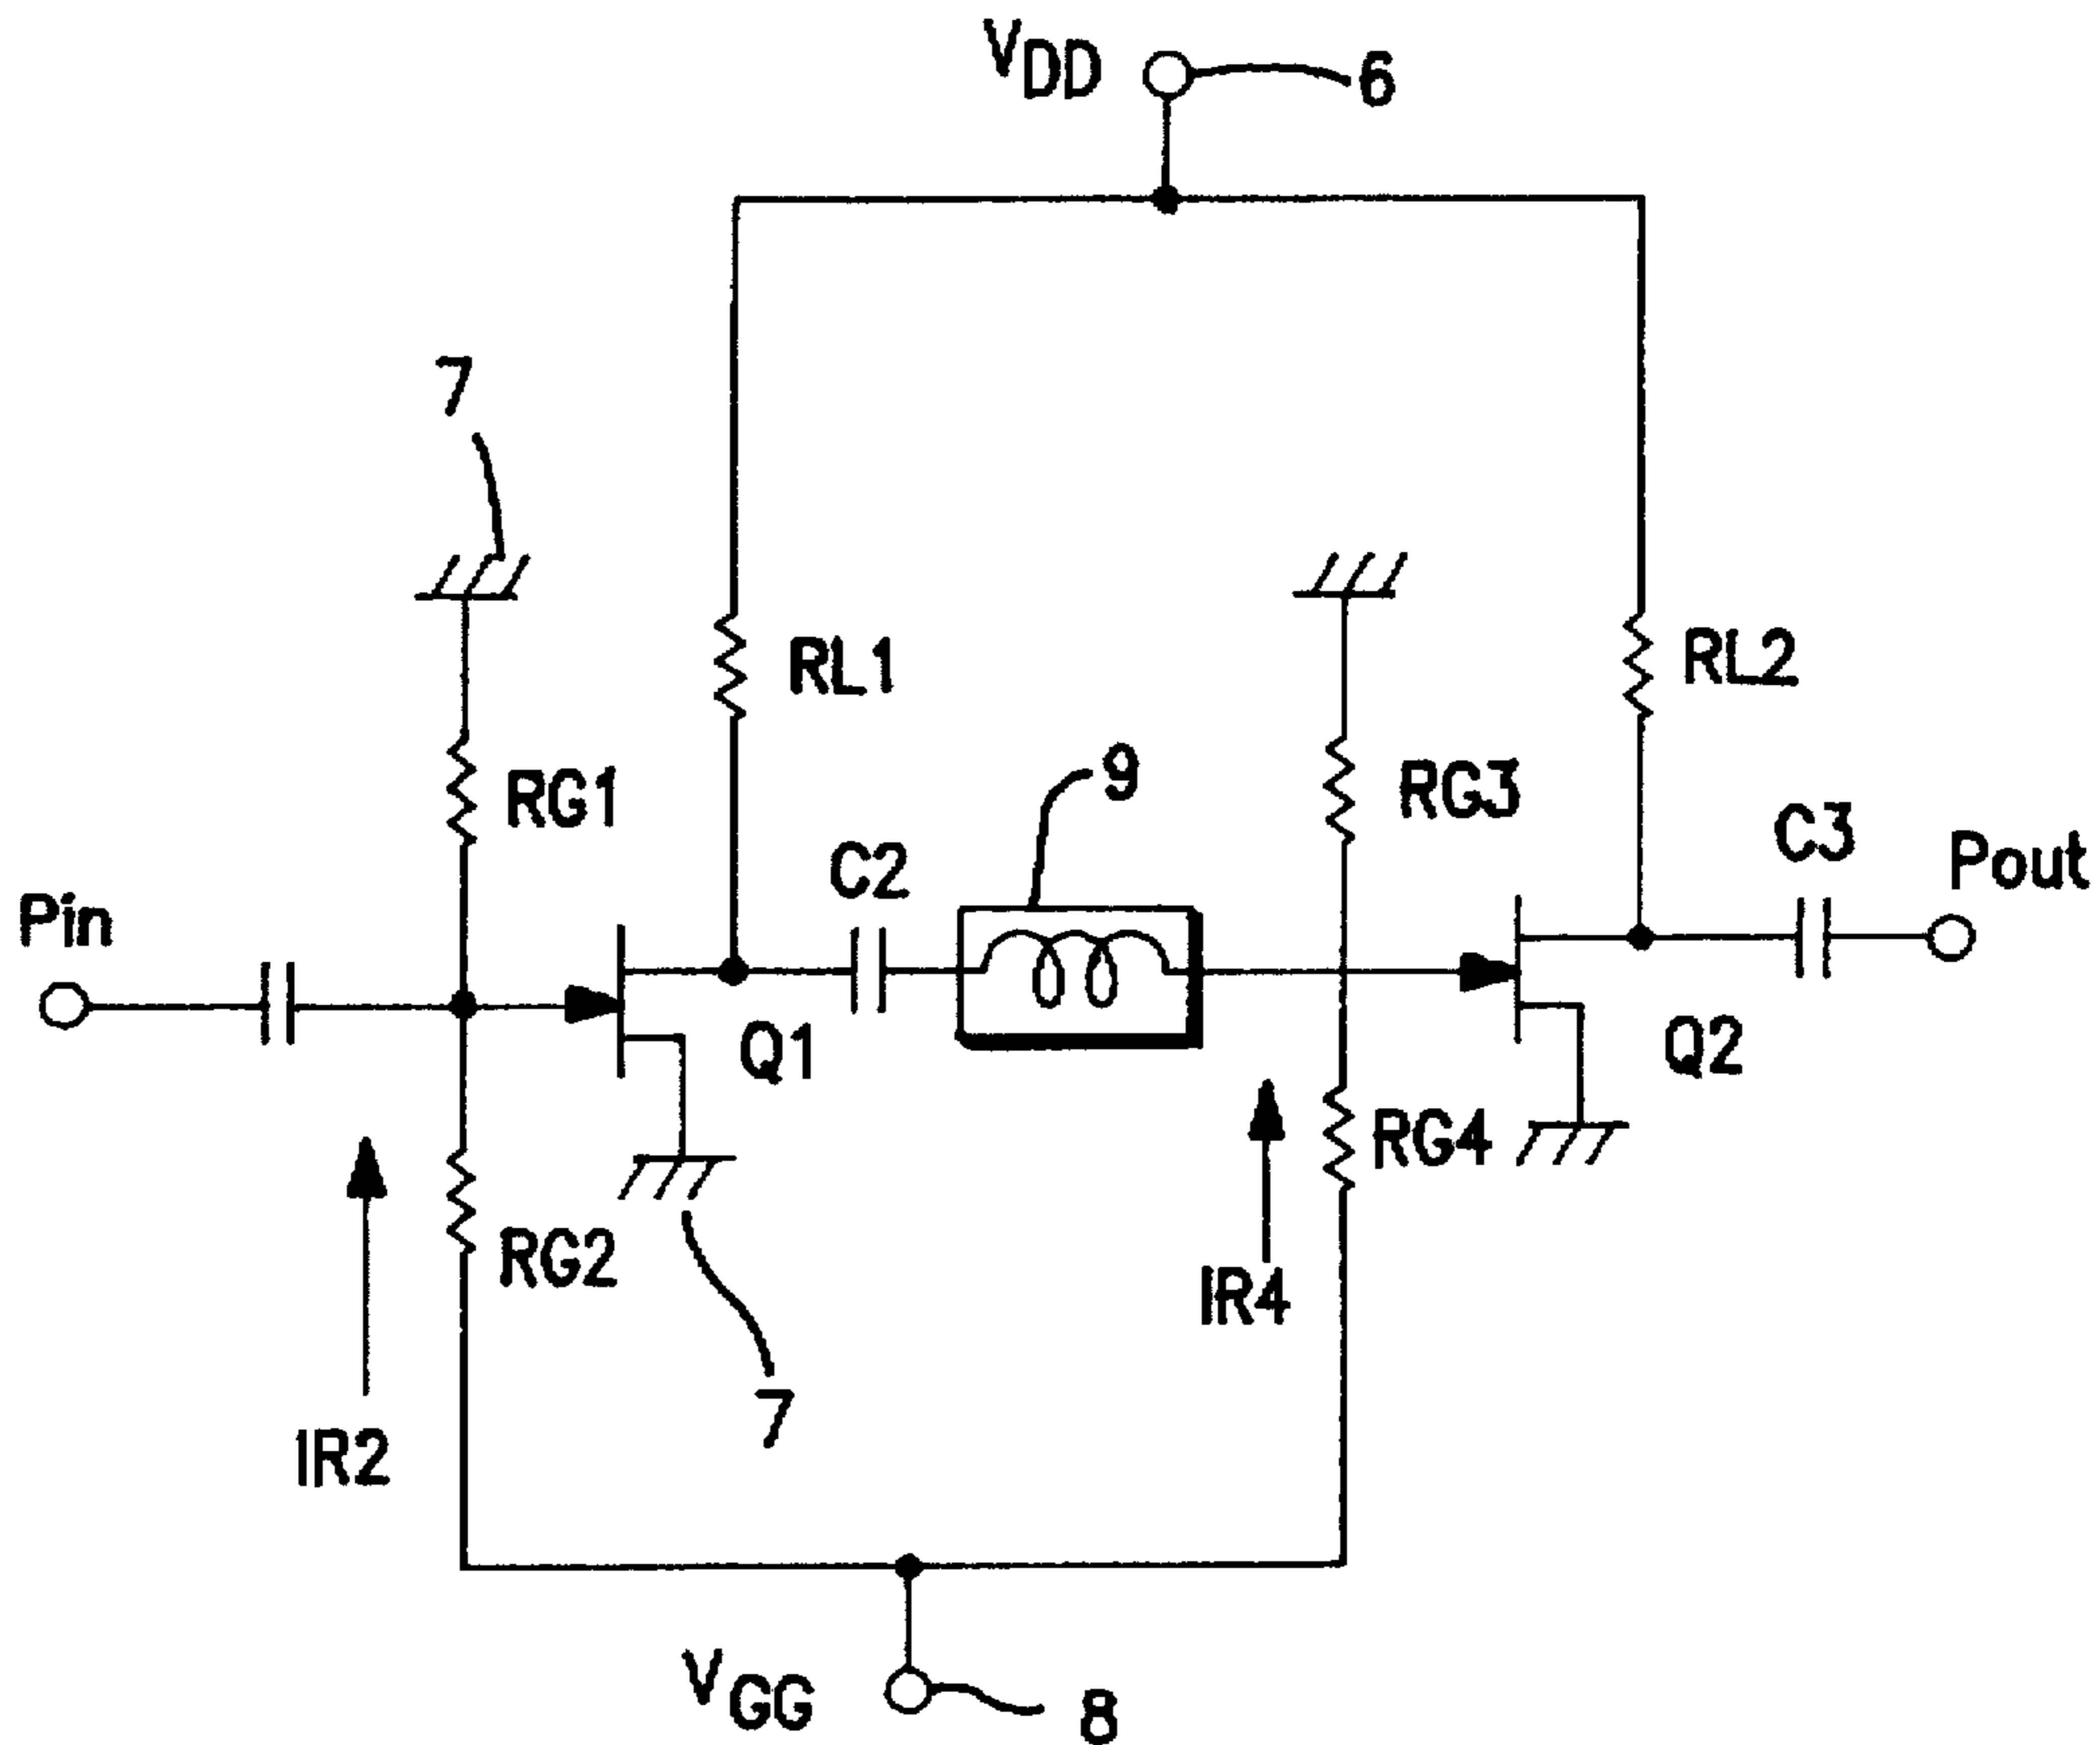 VDD
6
7
RL1
RL2
RG1
9
RG3
C2
C3
Pout
Pin
Q1
Q2
RG4
RG2
IR4
7
IR2
VGG
8